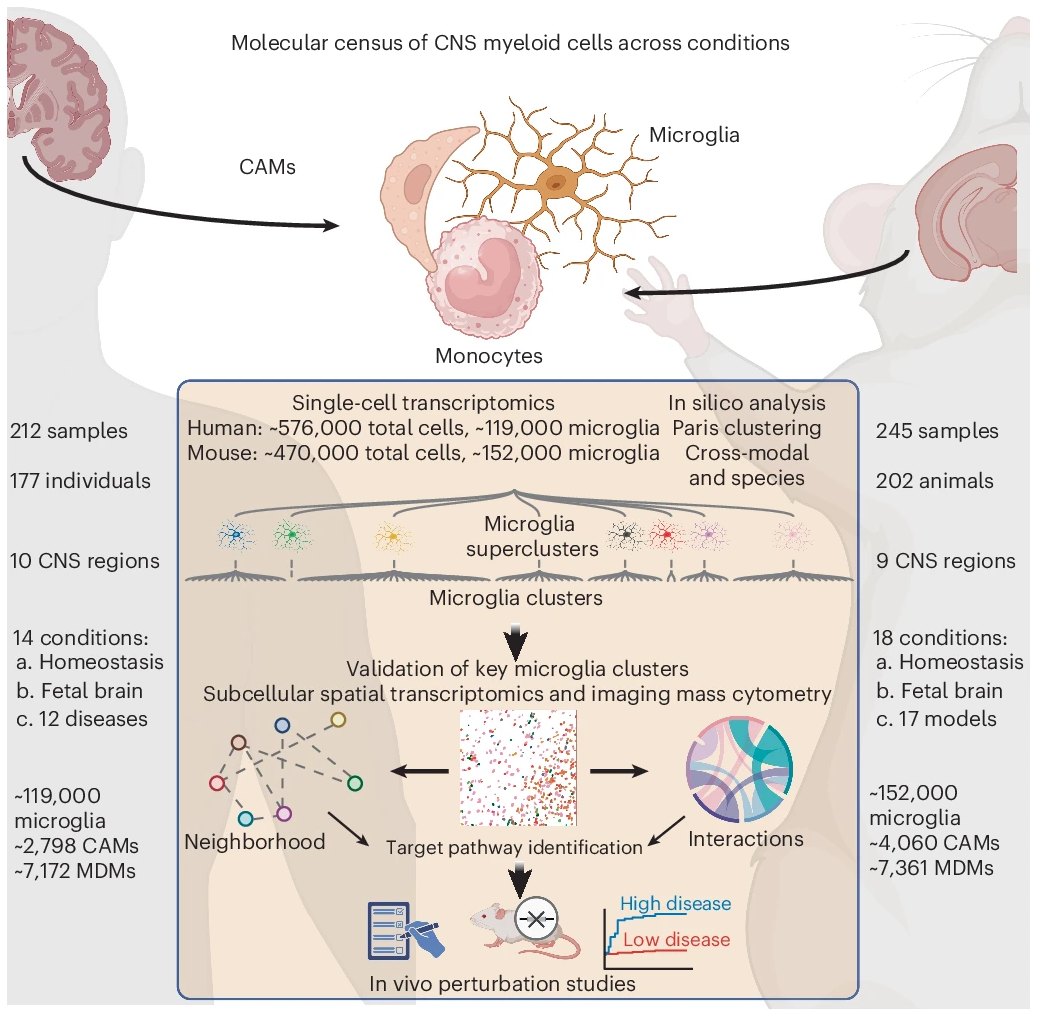 Molecular census of CNS myeloid cells across conditions
CAMs
Microglia
Monocytes
212 samples
177 individuals
10 CNS regions
14 conditions:
a. Homeostasis
b. Fetal brain
c. 12 diseases
~119,000
microglia
~2,798 CAMs
~7,172 MDMs
Single-cell transcriptomics
Human: ~576,000 total cells, ~119,000 microglia
Mouse: ~470,000 total cells, ~152,000 microglia
In silico analysis
Paris clustering
Cross-modal
and species
Microglia
superclusters
Microglia clusters
Validation of key microglia clusters
Subcellular spatial transcriptomics and imaging mass cytometry
Neighborhood
Interactions
Target pathway identification
High disease
Low disease
In vivo perturbation studies
245 samples
202 animals
9 CNS regions
18 conditions:
a. Homeostasis
b. Fetal brain
c. 17 models
~152,000
microglia
~4,060 CAMs
~7,361 MDMs